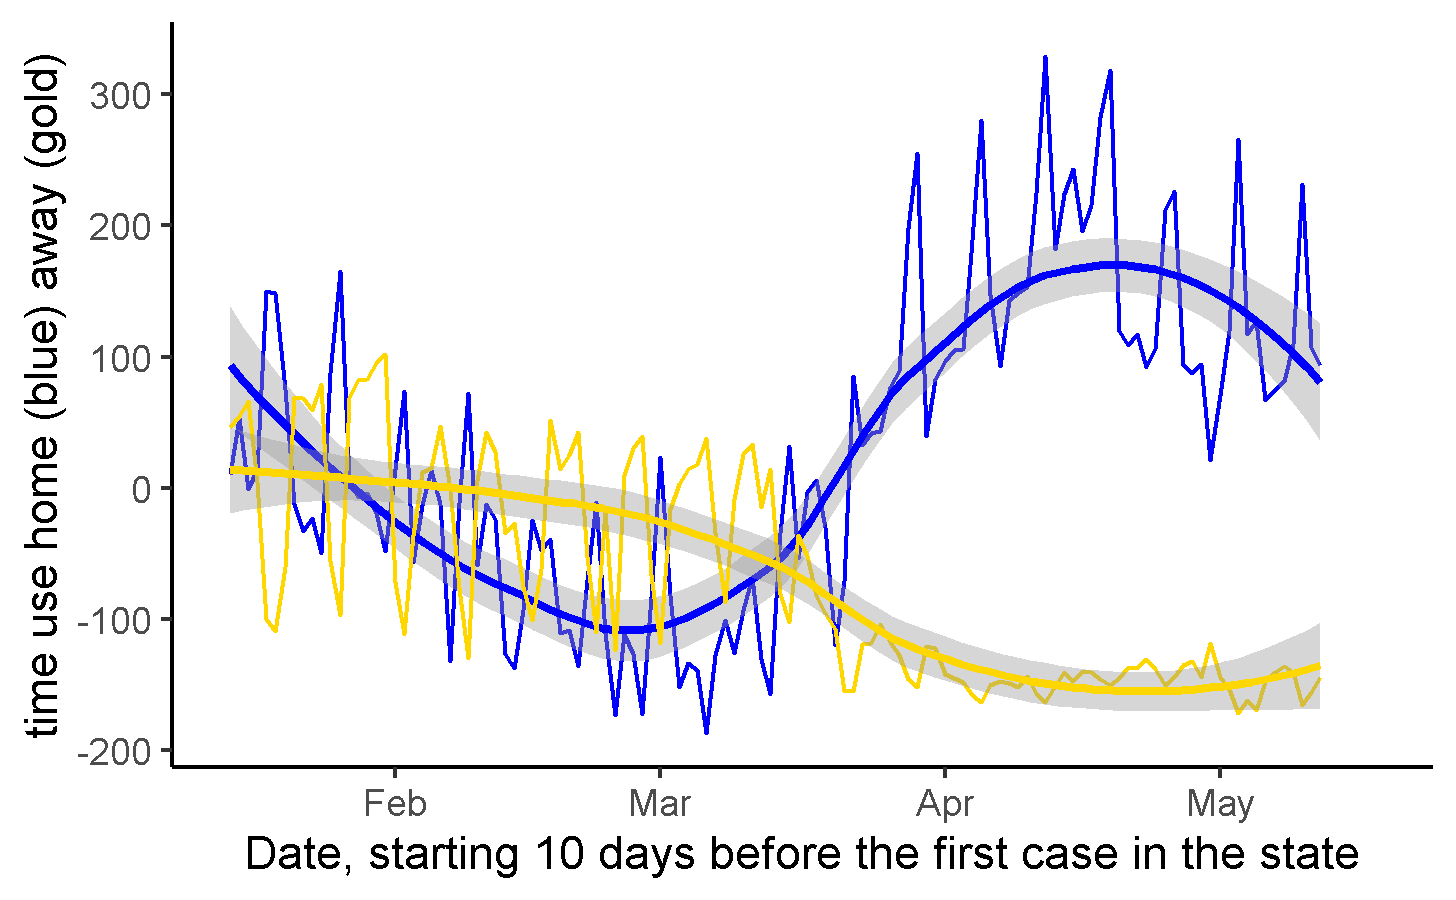 time use home (blue) away (gold)
300
200
100
0
-100
-200
Feb Mar Apr May
Date, starting 10 days before the first case in the state